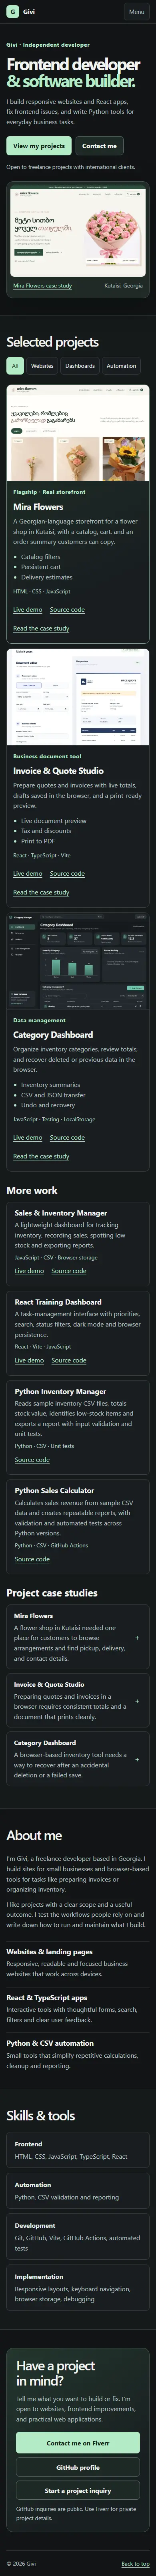 G Givi Menu
Givi · Independent developer
Frontend developer
& software builder.
I build responsive websites and React apps,
fix frontend issues, and write Python tools for
everyday business tasks.
View my projects Contact me
Open to freelance projects with international clients.
Mira Flowers case study Kutaisi, Georgia
Selected projects
All Websites Dashboards Automation
Flagship · Real storefront
Mira Flowers
A Georgian-language storefront for a flower
shop in Kutaisi, with a catalog, cart, and an
order summary customers can copy.
• Catalog filters
• Persistent cart
• Delivery estimates
HTML · CSS · JavaScript
Live demo Source code
Read the case study
Business document tool
Invoice & Quote Studio
Prepare quotes and invoices with live totals,
drafts saved in the browser, and a print-ready
preview.
• Live document preview
• Tax and discounts
• Print to PDF
React · TypeScript · Vite
Live demo Source code
Read the case study
Data management
Category Dashboard
Organize inventory categories, review totals,
and recover deleted or previous data in the
browser.
• Inventory summaries
• CSV and JSON transfer
• Undo and recovery
JavaScript · Testing · LocalStorage
Live demo Source code
Read the case study
More work
Sales & Inventory Manager
A lightweight dashboard for tracking
inventory, recording sales, spotting low
stock and exporting reports.
JavaScript · CSV · Browser storage
Live demo Source code
React Training Dashboard
A task-management interface with priorities,
search, status filters, dark mode and browser
persistence.
React · Vite · JavaScript
Live demo Source code
Python Inventory Manager
Reads sample inventory CSV files, totals
stock value, identifies low-stock items and
exports a report with input validation and
unit tests.
Python · CSV · Unit tests
Source code
Python Sales Calculator
Calculates sales revenue from sample CSV
data and creates repeatable reports, with
validation and automated tests across
Python versions.
Python · CSV · GitHub Actions
Source code
Project case studies
Mira Flowers
A flower shop in Kutaisi needed one
place for customers to browse
arrangements and find pickup, delivery,
and contact details.
+
Invoice & Quote Studio
Preparing quotes and invoices in a
browser requires consistent totals and a
document that prints cleanly.
+
Category Dashboard
A browser-based inventory tool needs a
way to recover after an accidental
deletion or a failed save.
+
About me
I'm Givi, a freelance developer based in Georgia. I
build sites for small businesses and browser-based
tools for tasks like preparing invoices or
organizing inventory.
I like projects with a clear scope and a useful
outcome. I test the workflows people rely on and
write down how to run and maintain what I build.
Websites & landing pages
Responsive, readable and focused business
websites that work across devices.
React & TypeScript apps
Interactive tools with thoughtful forms, search,
filters and clear user feedback.
Python & CSV automation
Small tools that simplify repetitive calculations,
cleanup and reporting.
Skills & tools
Frontend
HTML, CSS, JavaScript, TypeScript, React
Automation
Python, CSV validation and reporting
Development
Git, GitHub, Vite, GitHub Actions, automated
tests
Implementation
Responsive layouts, keyboard navigation,
browser storage, debugging
Have a project
in mind?
Tell me what you want to build or fix. I'm
open to websites, frontend improvements,
and practical web applications.
Contact me on Fiverr
GitHub profile
Start a project inquiry
GitHub inquiries are public. Use Fiverr for private
project details.
© 2026 Givi Back to top